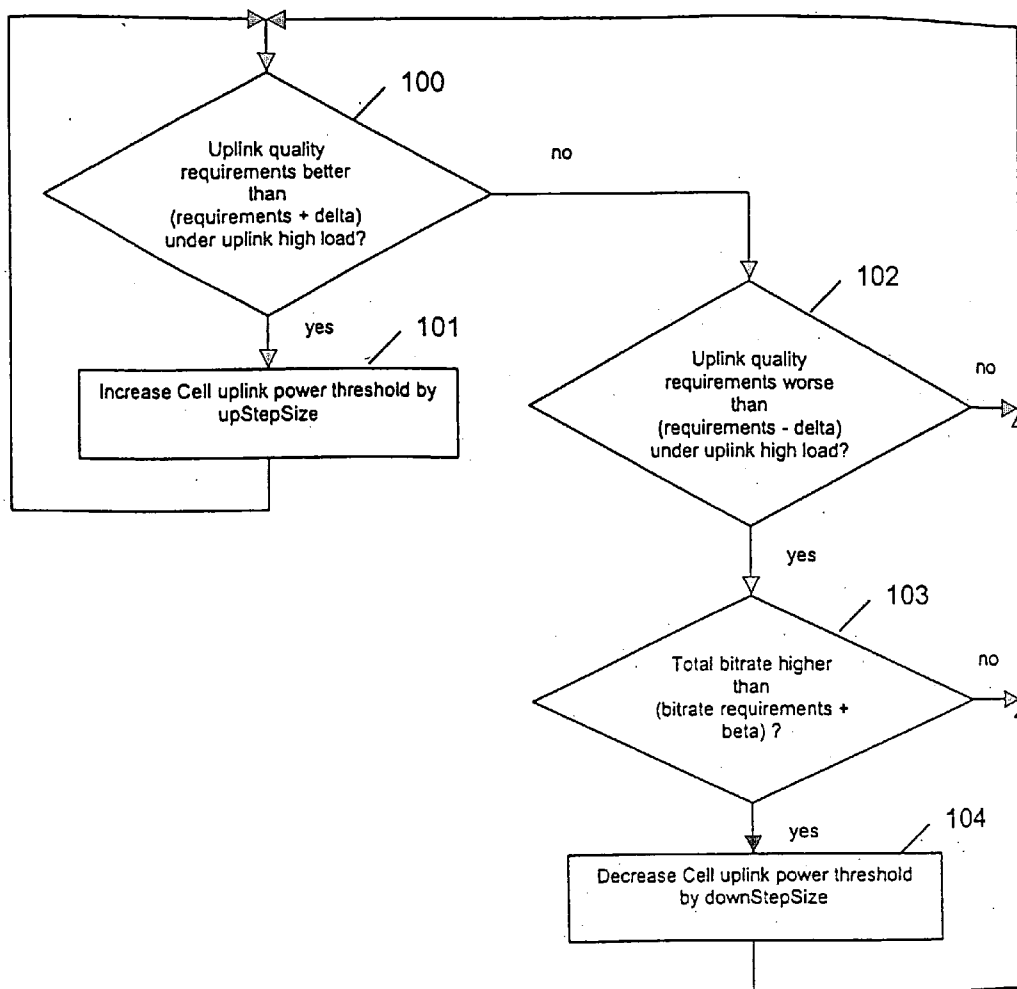 100
Uplink quality
requirements better
than
(requirements + delta)
under uplink high load?
no
yes
101
Increase Cell uplink power threshold by
upStepSize
102
Uplink quality
requirements worse
than
(requirements - delta)
under uplink high load?
no
yes
103
Total bitrate higher
than
(bitrate requirements +
beta) ?
no
yes
104
Decrease Cell uplink power threshold
by downStepSize